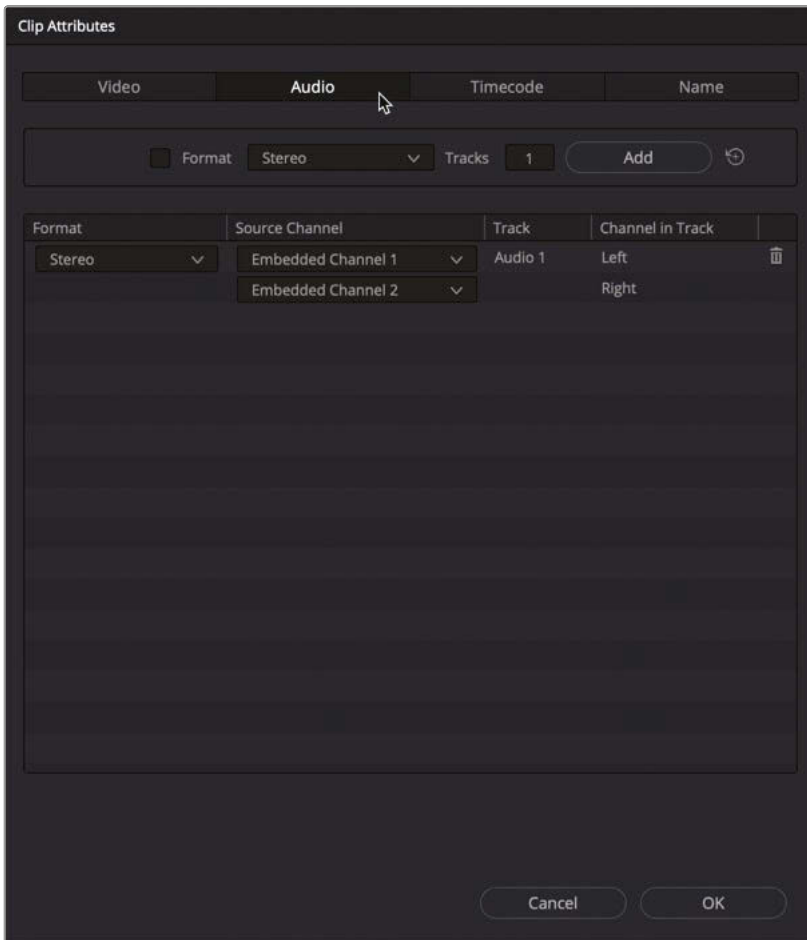 Clip Attributes
Video Audio Timecode Name
Format Stereo Tracks 1 Add
Format Source Channel Track Channel in Track
Stereo Embedded Channel 1 Audio 1 Left
Embedded Channel 2 Right
Cancel OK